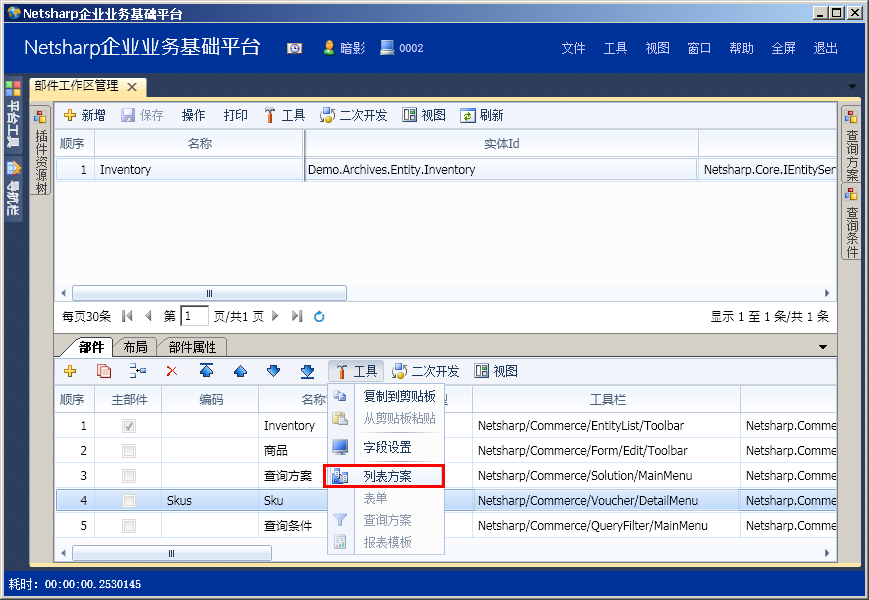 Netsharp企业业务基础平台
Netsharp企业业务基础平台 暗影 0002 文件 工具 视图 窗口 帮助 全屏 退出
平台工具
导航栏
部件工作区管理
插件资源树
新增 保存 操作 打印 工具 二次开发 视图 刷新
顺序 名称 实体Id
1 Inventory Demo.Archives.Entity.Inventory Netsharp.Core.IEntitySer
查询方案
查询条件
每页30条 第 1 页/共1 页 显示 1 至 1 条/共 1 条
部件 布局 部件属性
工具 二次开发 视图
顺序 主部件 编码 名称 工具栏
1 Inventory Netsharp/Commerce/EntityList/Toolbar Netsharp.Comme
2 商品 Netsharp/Commerce/Form/Edit/Toolbar Netsharp.Comme
3 查询方案 Netsharp/Commerce/Solution/MainMenu Netsharp.Comme
4 Skus Sku Netsharp/Commerce/Voucher/DetailMenu Netsharp.Comme
5 查询条件 Netsharp/Commerce/QueryFilter/MainMenu Netsharp.Comme
复制到剪贴板
从剪贴板粘贴
字段设置
列表方案
表单
查询方案
报表模板
耗时: 00:00:00.2530145